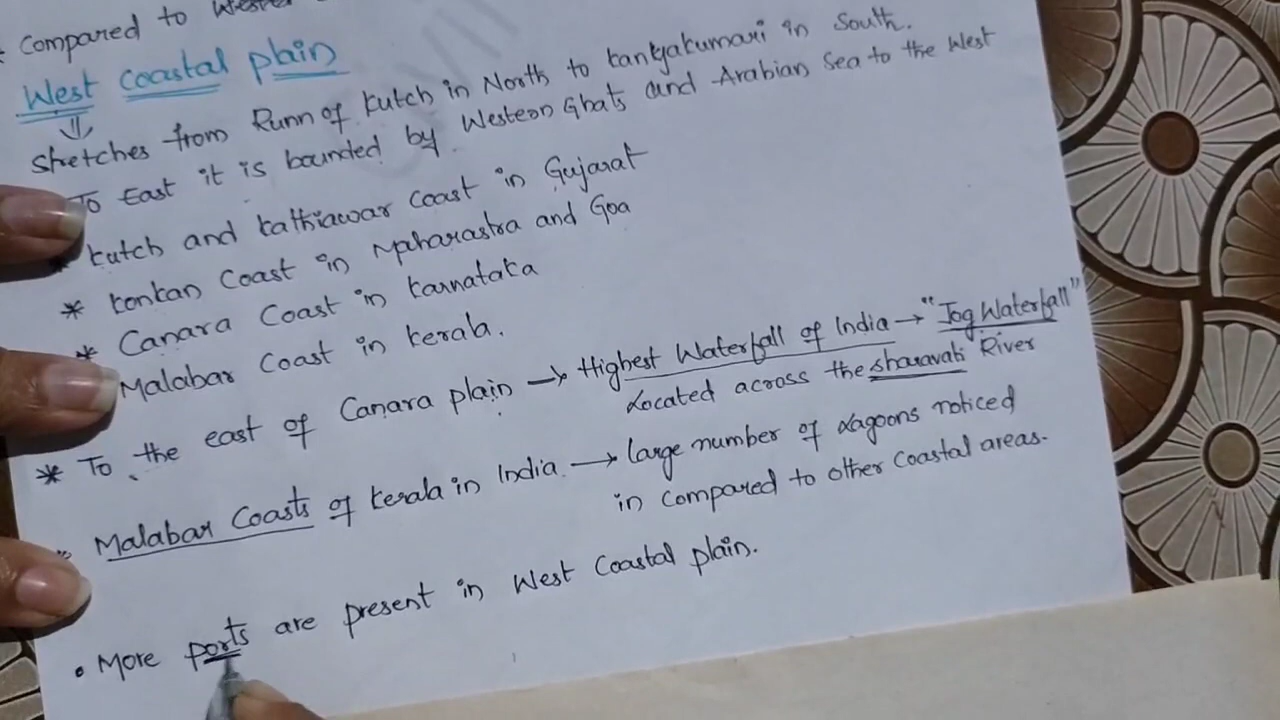 Compared to Wester
West coastal plain
Stretches from Runn of kutch in North to kanyakumari in South.
To East it is bounded by Western Ghats and Arabian Sea to the West
kutch and kathiawar coast in Gujarat
* konkan coast in Maharastra and Goa
* Canara Coast in karnataka
Malabar Coast in kerala.
* To the east of Canara plain → Highest Waterfall of India → "Jog Waterfall"
Located across the sharavati River
Malabar Coasts of kerala in India → large number of Lagoons noticed
in compared to other Coastal areas.
• More ports are present in West Coastal plain.